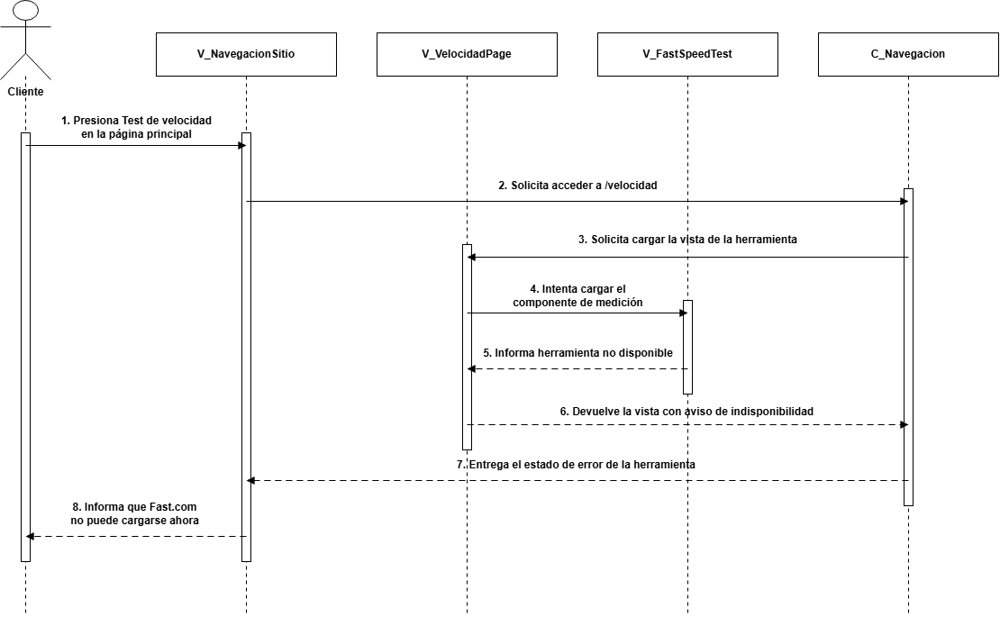 Cliente
V_NavegacionSitio
V_VelocidadPage
V_FastSpeedTest
C_Navegacion
1. Presiona Test de velocidad
en la página principal
2. Solicita acceder a /velocidad
3. Solicita cargar la vista de la herramienta
4. Intenta cargar el
componente de medición
5. Informa herramienta no disponible
6. Devuelve la vista con aviso de indisponibilidad
7. Entrega el estado de error de la herramienta
8. Informa que Fast.com
no puede cargarse ahora